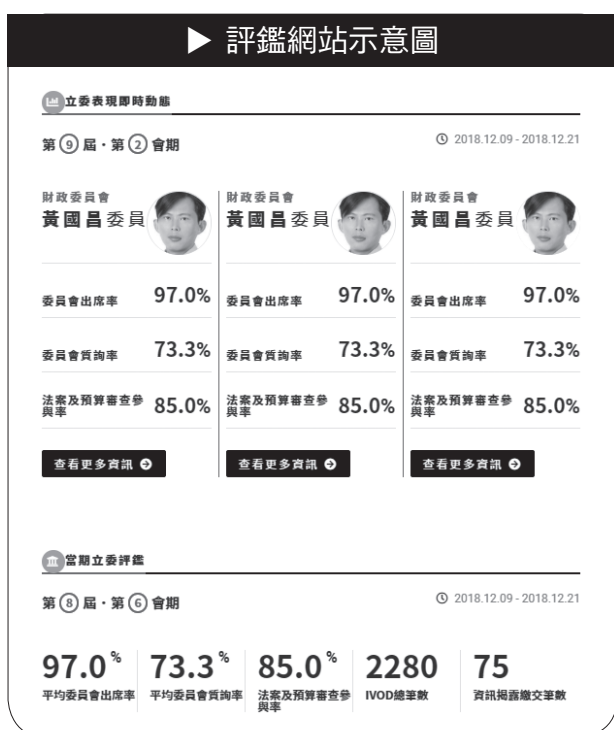 ▶ 評鑑網站示意圖
立委表現即時動態
第 9 屆・第 2 會期
2018.12.09 - 2018.12.21
財政委員會
黃國昌委員
委員會出席率 97.0%
委員會質詢率 73.3%
法案及預算審查參
與率 85.0%
查看更多資訊
財政委員會
黃國昌委員
委員會出席率 97.0%
委員會質詢率 73.3%
法案及預算審查參
與率 85.0%
查看更多資訊
財政委員會
黃國昌委員
委員會出席率 97.0%
委員會質詢率 73.3%
法案及預算審查參
與率 85.0%
查看更多資訊
當期立委評鑑
第 8 屆・第 6 會期
2018.12.09 - 2018.12.21
97.0%
平均委員會出席率
73.3%
平均委員會質詢率
85.0%
法案及預算審查參
與率
2280
IVOD總筆數
75
資訊揭露繳交筆數